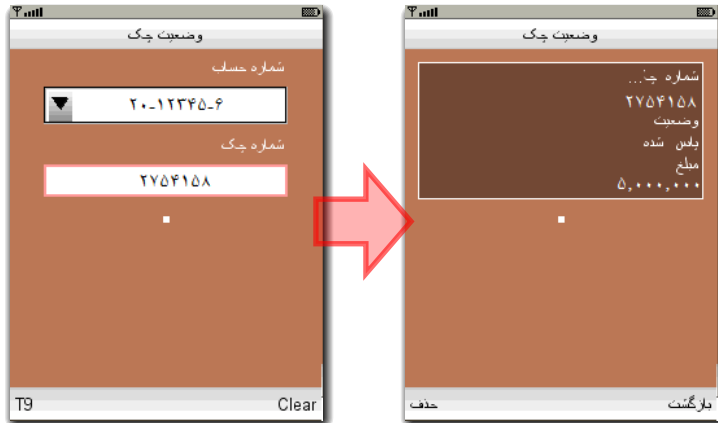 وضعیت چک
شماره حساب
۲۰-۱۲۳۴۵-۶
شماره چک
۲۷۵۴۱۵۸
T9
Clear
وضعیت چک
شماره چ...
۲۷۵۴۱۵۸
وضعیت
پاس شده
مبلغ
۵,۰۰۰,۰۰۰
حذف
بازگشت